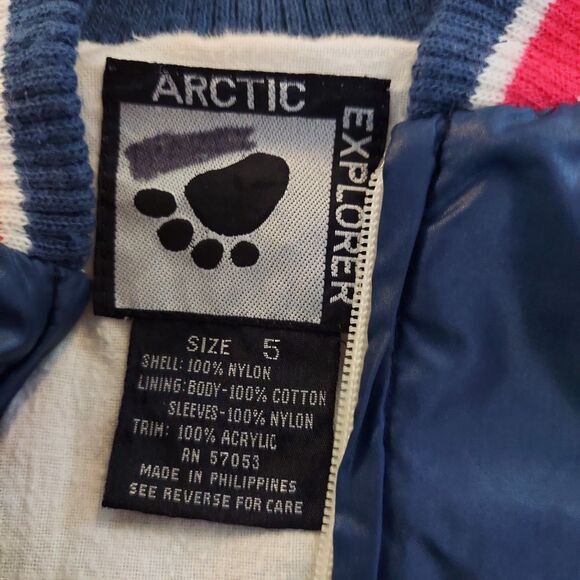 ARCTIC
EXPLORER
SIZE 5
SHELL: 100% NYLON
LINING: BODY-100% COTTON
SLEEVES-100% NYLON
TRIM: 100% ACRYLIC
RN 57053
MADE IN PHILIPPINES
SEE REVERSE FOR CARE